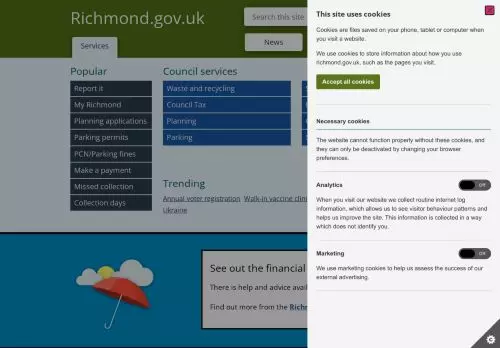 Richmond.gov.uk
Search this site
Services
News
Popular
Report it
My Richmond
Planning applications
Parking permits
PCN/Parking fines
Make a payment
Missed collection
Collection days
Council services
Waste and recycling
Council Tax
Planning
Parking
Trending
Annual voter registration Walk-in vaccine clin
Ukraine
See out the financial
There is help and advice avai
Find out more from the Richm
This site uses cookies
Cookies are files saved on your phone, tablet or computer when
you visit a website.
We use cookies to store information about how you use
richmond.gov.uk, such as the pages you visit.
Accept all cookies
Necessary cookies
The website cannot function properly without these cookies, and
they can only be deactivated by changing your browser
preferences.
Analytics
Off
When you visit our website we collect routine internet log
information, which allows us to see visitor behaviour patterns and
helps us improve the site. This information is collected in a way
which does not identify you.
Marketing
Off
We use marketing cookies to help us assess the success of our
external advertising.